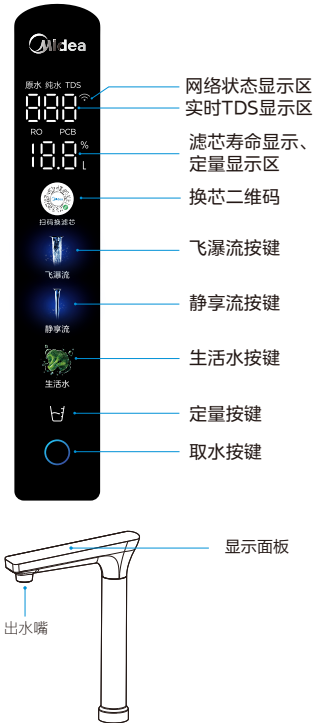 Midea
原水 纯水 TDS
888
RO PCB
18.8 % L
扫码换滤芯
飞瀑流
静享流
生活水
网络状态显示区
实时TDS显示区
滤芯寿命显示、
定量显示区
换芯二维码
飞瀑流按键
静享流按键
生活水按键
定量按键
取水按键
显示面板
出水嘴